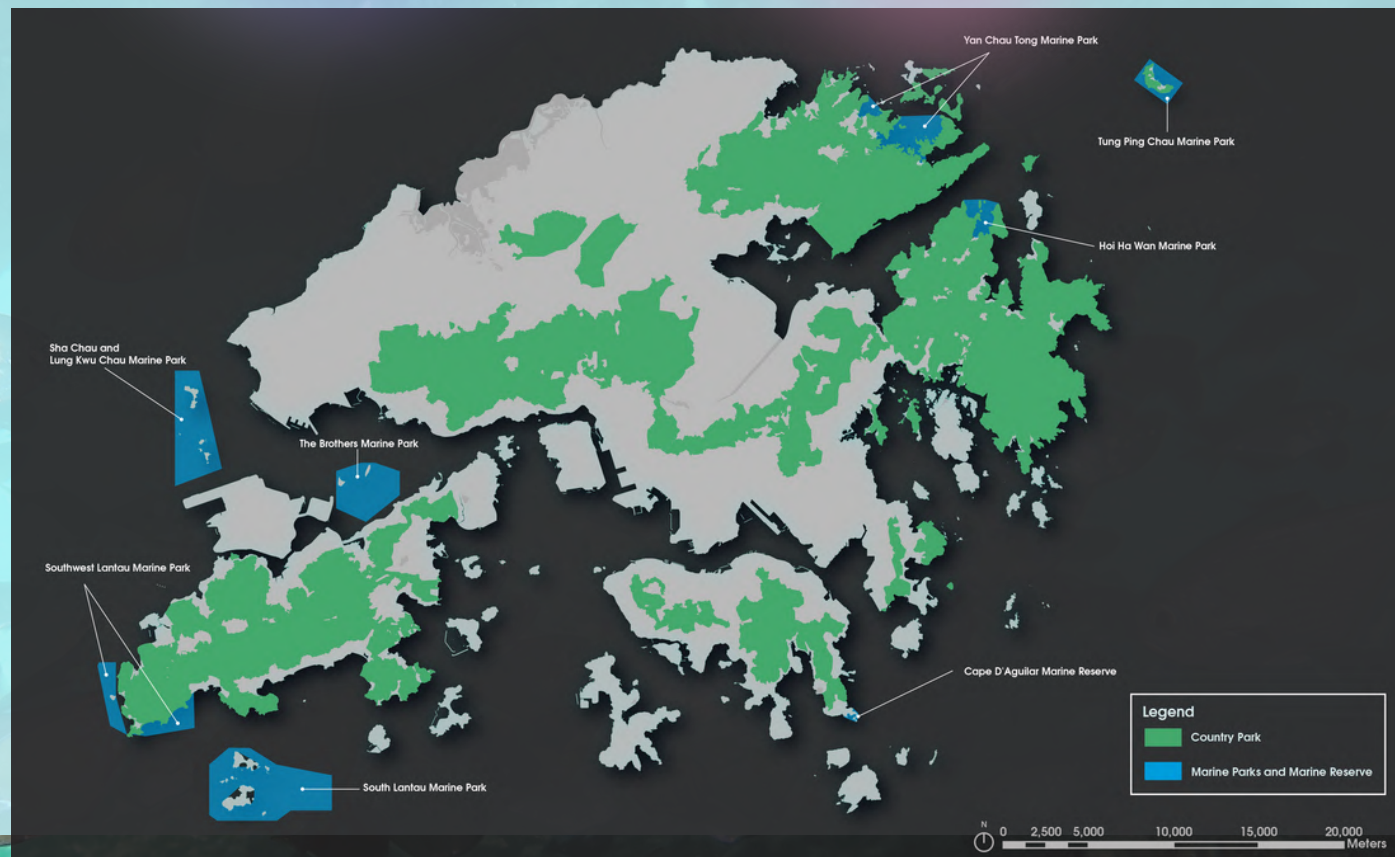 Yan Chau Tong Marine Park
Tung Ping Chau Marine Park
Hoi Ha Wan Marine Park
Sha Chau and
Lung Kwu Chau Marine Park
The Brothers Marine Park
Southwest Lantau Marine Park
Cape D'Aguilar Marine Reserve
South Lantau Marine Park
Legend
Country Park
Marine Parks and Marine Reserve
N
0 2,500 5,000 10,000 15,000 20,000
Meters